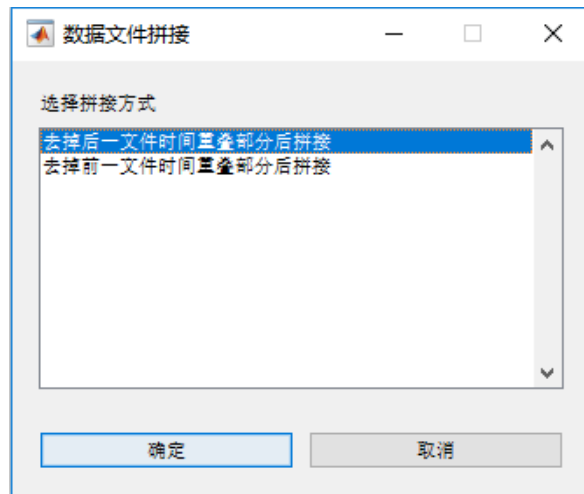 数据文件拼接
选择拼接方式
去掉后一文件时间重叠部分后拼接
去掉前一文件时间重叠部分后拼接
确定
取消